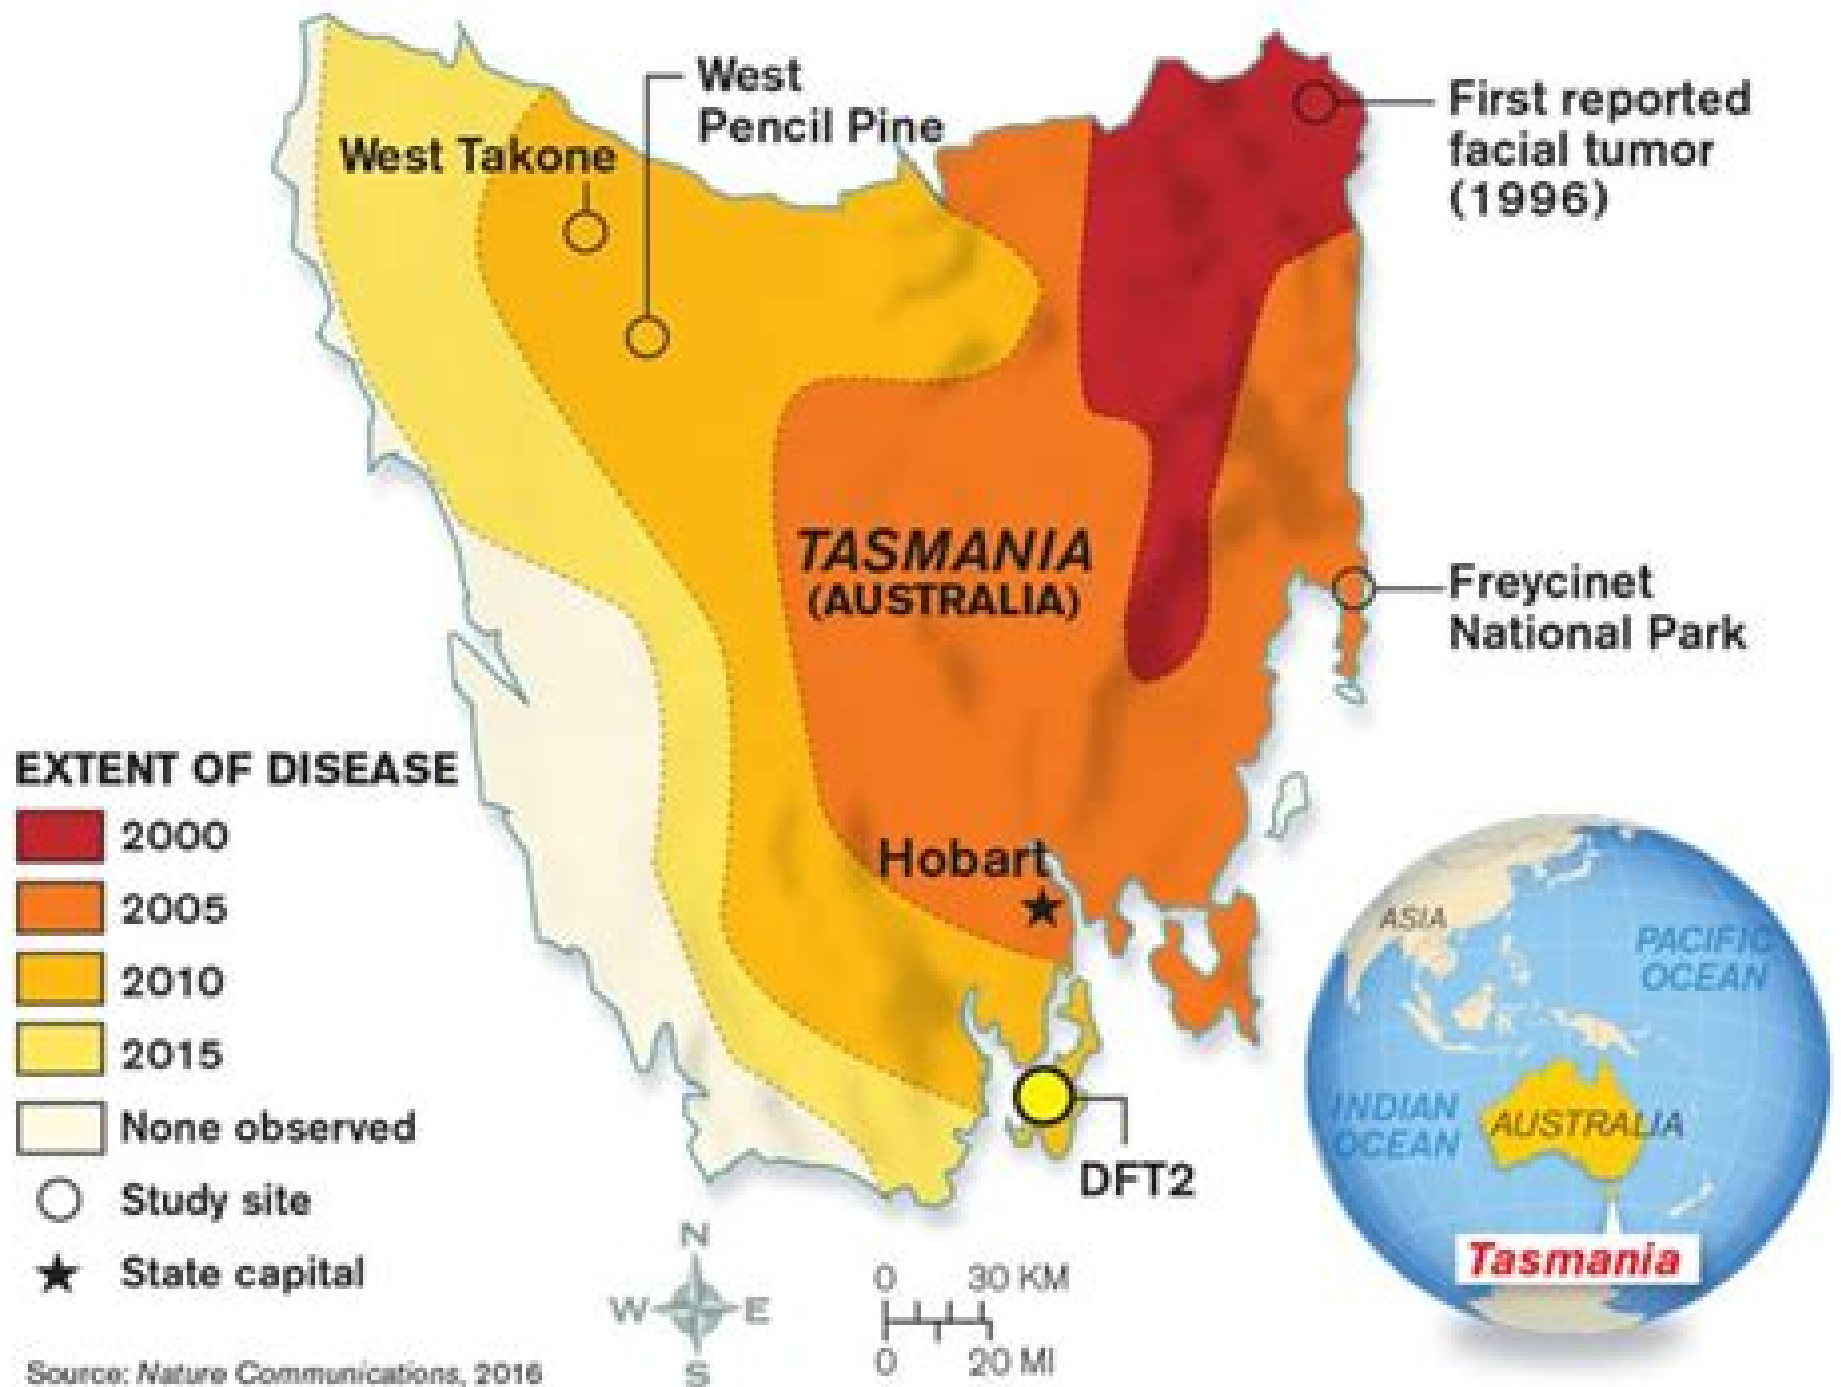 West
Pencil Pine
West Takone
First reported
facial tumor
(1996)
TASMANIA
(AUSTRALIA)
Freycinet
National Park
Hobart
DFT2
EXTENT OF DISEASE
2000
2005
2010
2015
None observed
Study site
State capital
N
W
E
S
0 30 KM
0 20 MI
ASIA
PACIFIC
OCEAN
INDIAN
OCEAN
AUSTRALIA
Tasmania
Source: Nature Communications, 2016